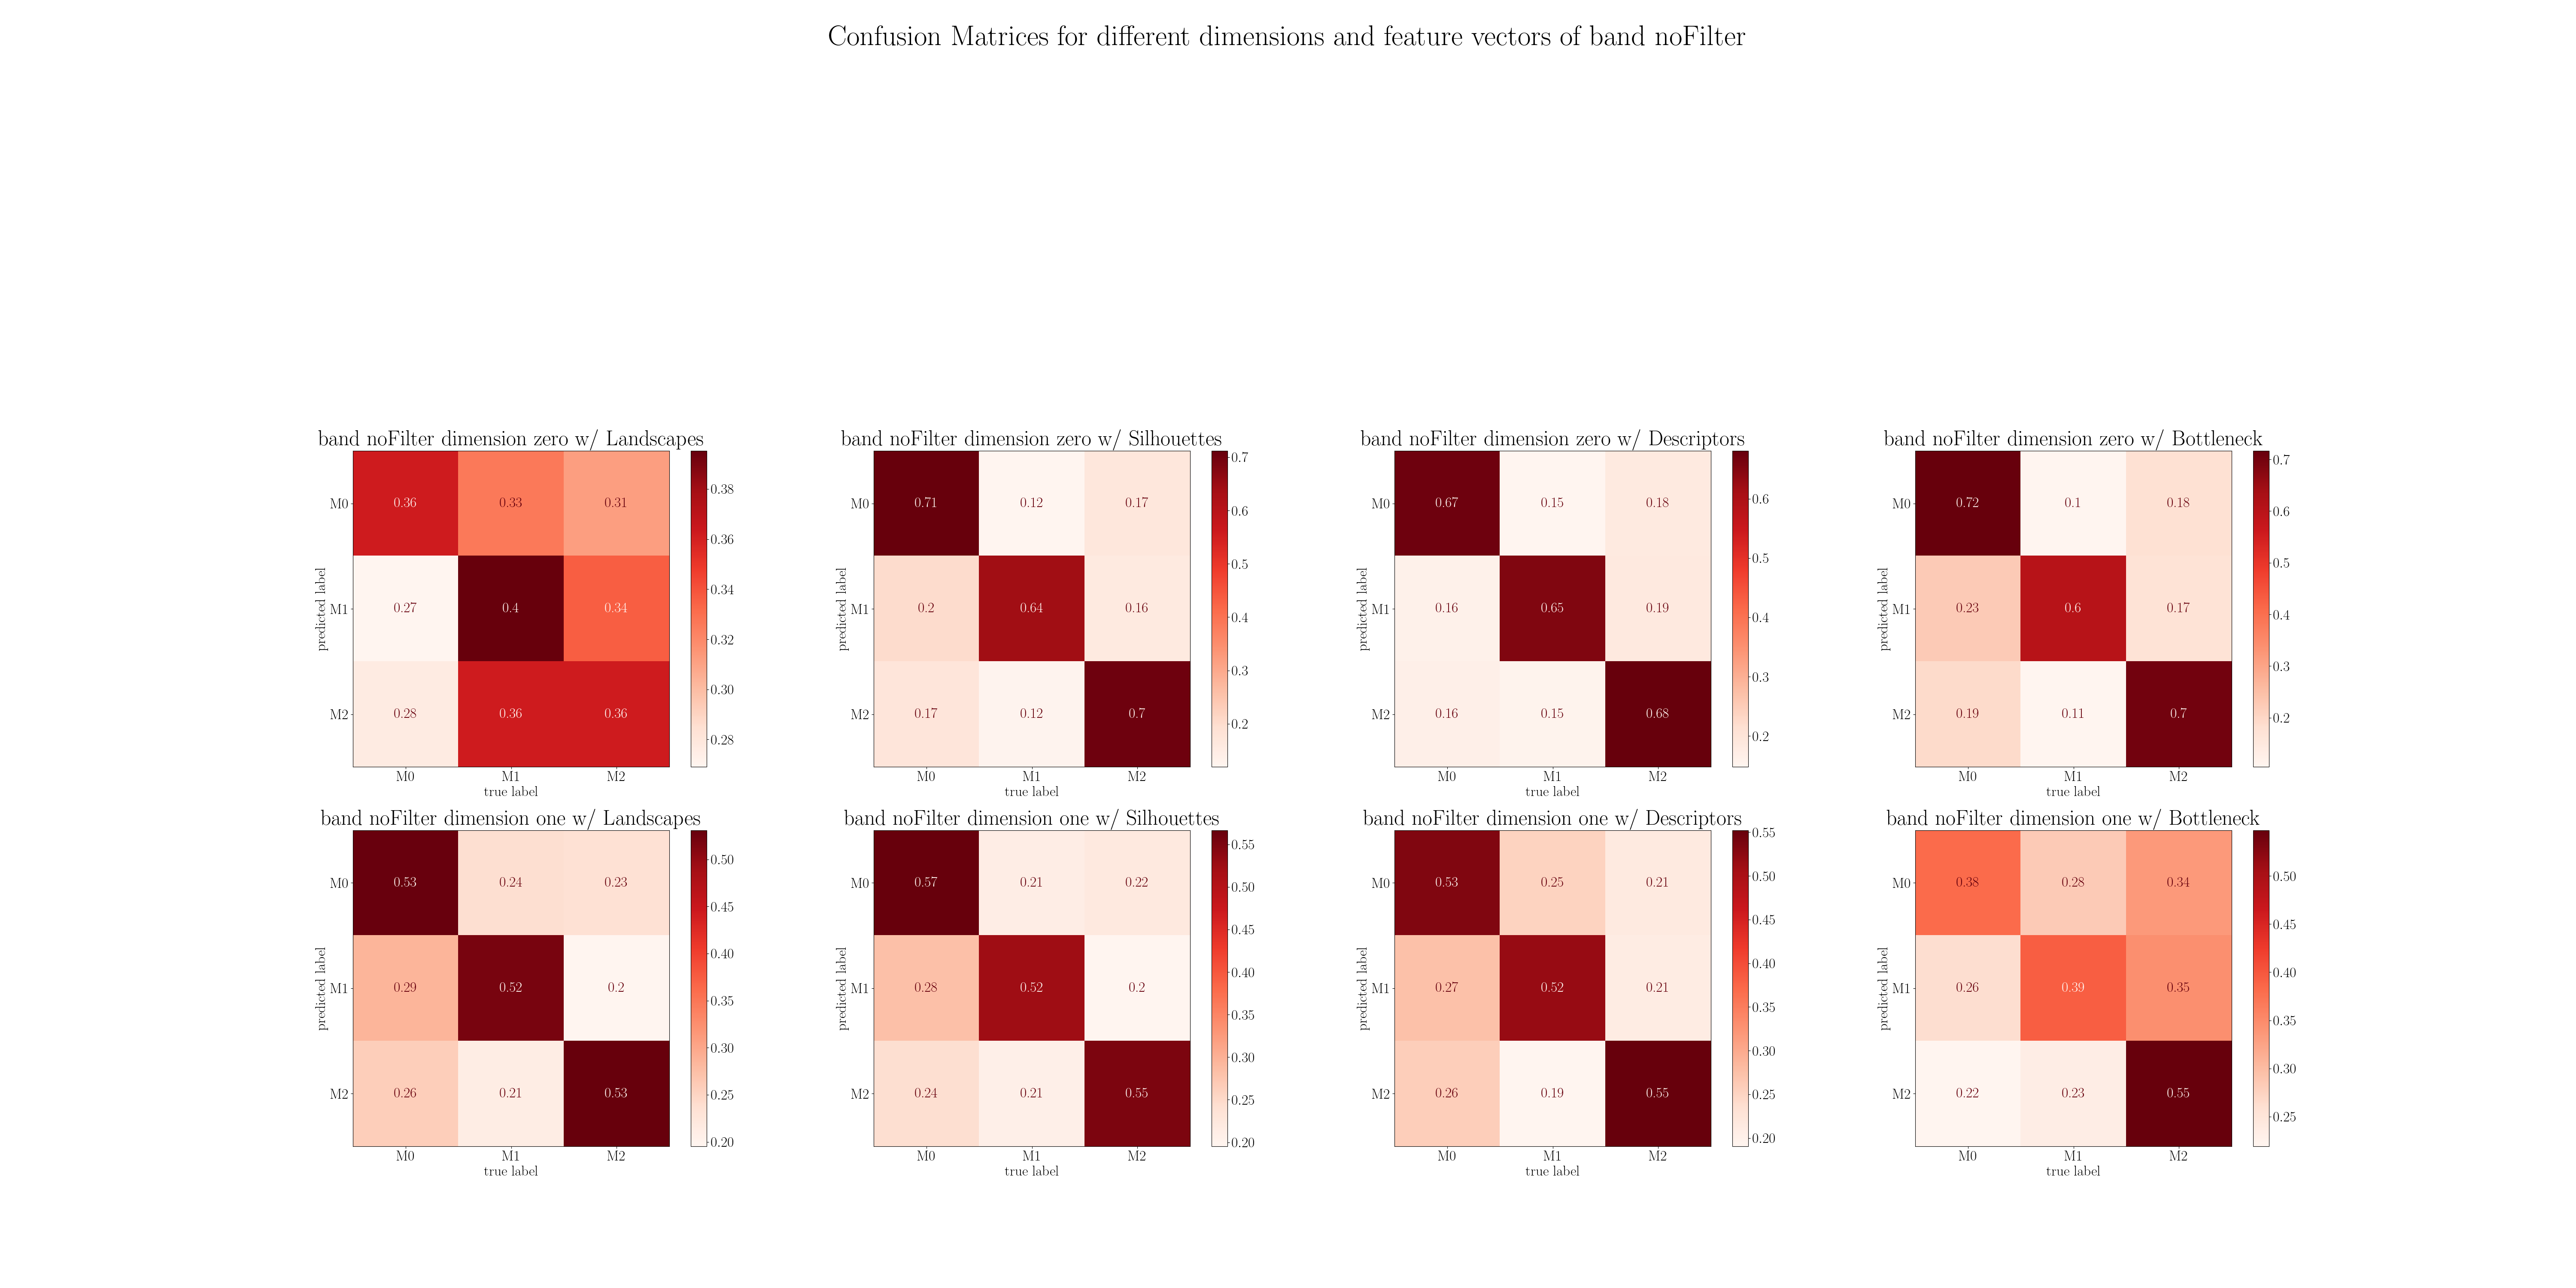 Confusion Matrices for different dimensions and feature vectors of band noFilter
band noFilter dimension zero w/ Landscapes
0.38
M0 0.36 0.33 0.31
0.36
0.34
predicted label
M1 0.27 0.4 0.34
0.32
0.30
M2 0.28 0.36 0.36
0.28
M0 M1 M2
true label
band noFilter dimension zero w/ Silhouettes
0.7
M0 0.71 0.12 0.17
0.6
0.5
predicted label
M1 0.2 0.64 0.16
0.4
0.3
M2 0.17 0.12 0.7
0.2
M0 M1 M2
true label
band noFilter dimension zero w/ Descriptors
M0 0.67 0.15 0.18
0.6
0.5
predicted label
M1 0.16 0.65 0.19
0.4
0.3
M2 0.16 0.15 0.68
0.2
M0 M1 M2
true label
band noFilter dimension zero w/ Bottleneck
0.7
M0 0.72 0.1 0.18
0.6
0.5
predicted label
M1 0.23 0.6 0.17
0.4
0.3
M2 0.19 0.11 0.7
0.2
M0 M1 M2
true label
band noFilter dimension one w/ Landscapes
0.50
M0 0.53 0.24 0.23
0.45
0.40
predicted label
M1 0.29 0.52 0.2
0.35
0.30
M2 0.26 0.21 0.53
0.25
0.20
M0 M1 M2
true label
band noFilter dimension one w/ Silhouettes
0.55
M0 0.57 0.21 0.22
0.50
0.45
0.40
predicted label
M1 0.28 0.52 0.2
0.35
0.30
M2 0.24 0.21 0.55
0.25
0.20
M0 M1 M2
true label
band noFilter dimension one w/ Descriptors
0.55
M0 0.53 0.25 0.21
0.50
0.45
0.40
predicted label
M1 0.27 0.52 0.21
0.35
0.30
M2 0.26 0.19 0.55
0.25
0.20
M0 M1 M2
true label
band noFilter dimension one w/ Bottleneck
0.50
M0 0.38 0.28 0.34
0.45
0.40
predicted label
M1 0.26 0.39 0.35
0.35
0.30
M2 0.22 0.23 0.55
0.25
M0 M1 M2
true label